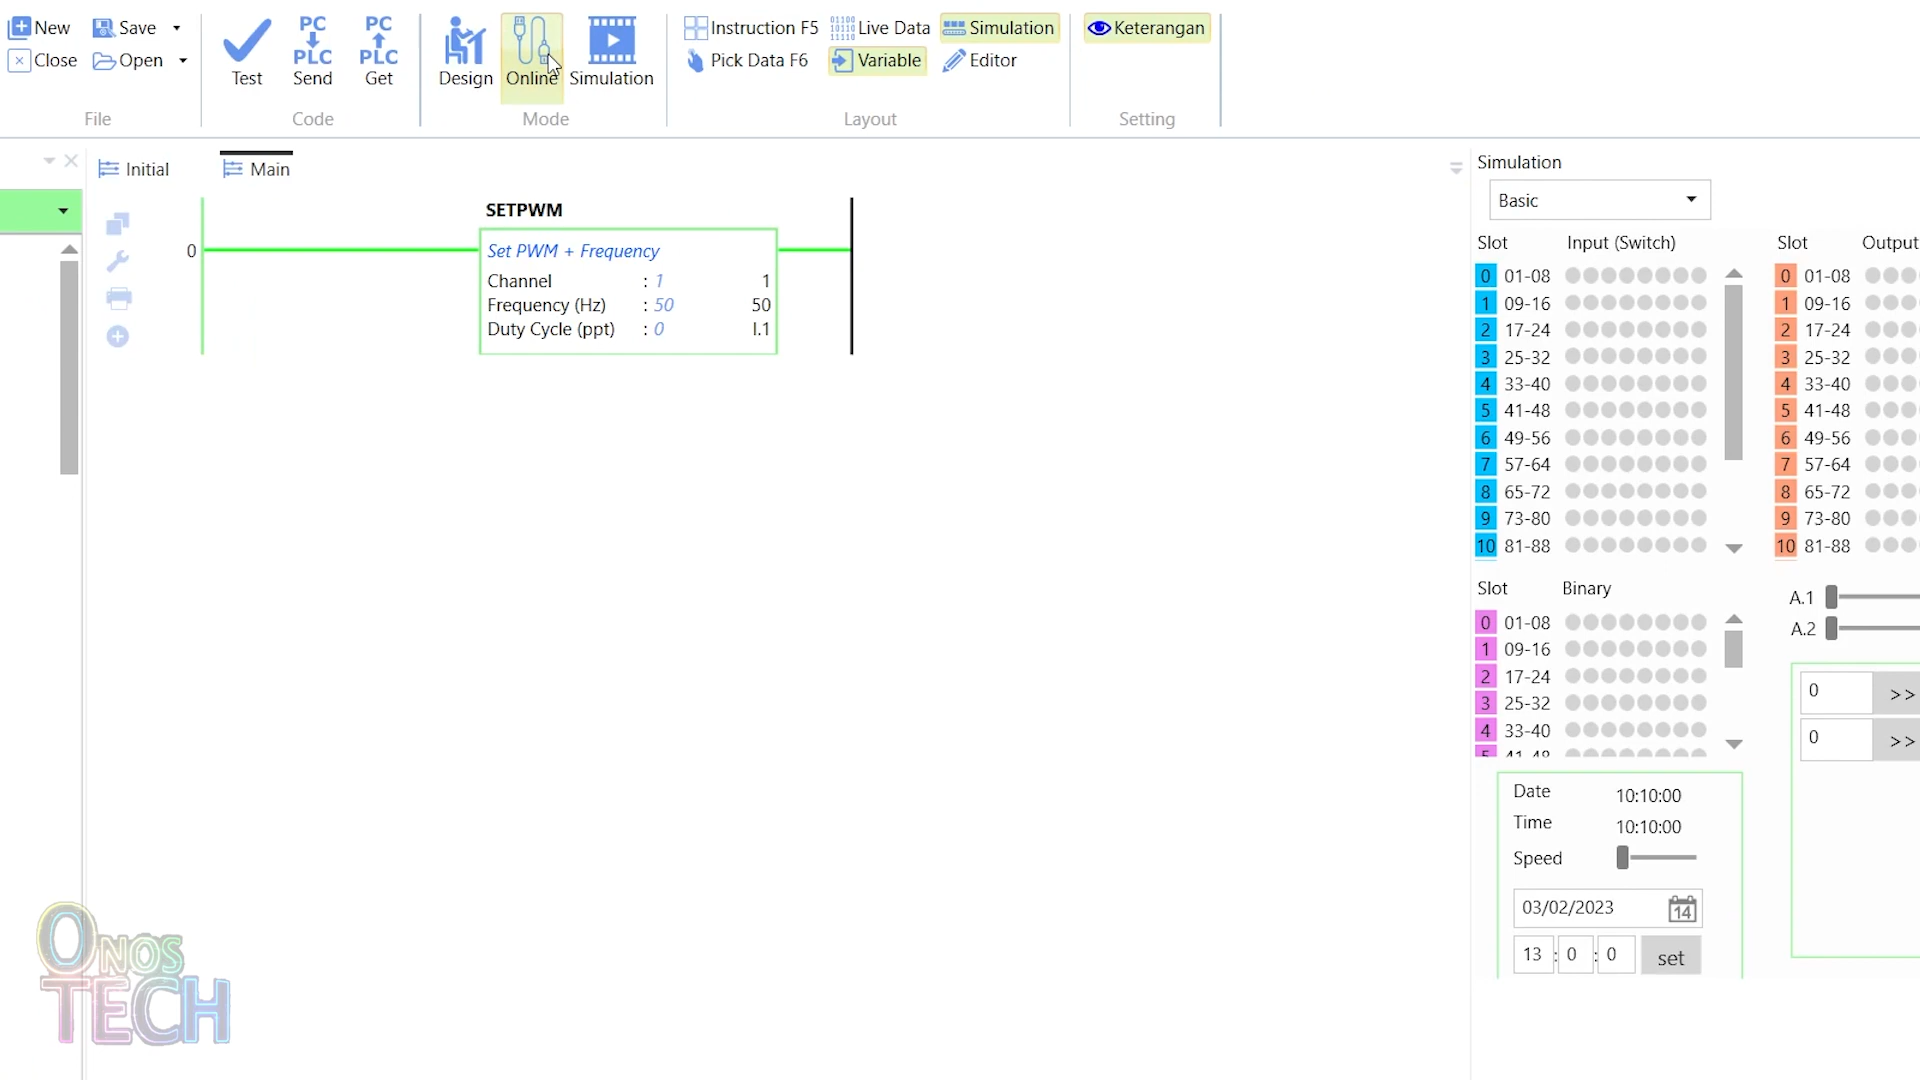 New Save
Close Open
File
Test
PC
PLC
Send
PC
PLC
Get
Code
Design Online Simulation
Mode
Instruction F5 Live Data Simulation
Pick Data F6 Variable Editor
Layout
Keterangan
Setting
Initial Main
0
SETPWM
Set PWM + Frequency
Channel : 1 1
Frequency (Hz) : 50 50
Duty Cycle (ppt) : 0 I.1
Simulation
Basic
Slot Input (Switch) Slot Output
0 01-08 0 01-08
1 09-16 1 09-16
2 17-24 2 17-24
3 25-32 3 25-32
4 33-40 4 33-40
5 41-48 5 41-48
6 49-56 6 49-56
7 57-64 7 57-64
8 65-72 8 65-72
9 73-80 9 73-80
10 81-88 10 81-88
Slot Binary
0 01-08
1 09-16
2 17-24
3 25-32
4 33-40
5 41-48
A.1
A.2
0 >>
0 >>
Date 10:10:00
Time 10:10:00
Speed
03/02/2023 14
13 : 0 : 0 set
ONOS
TECH